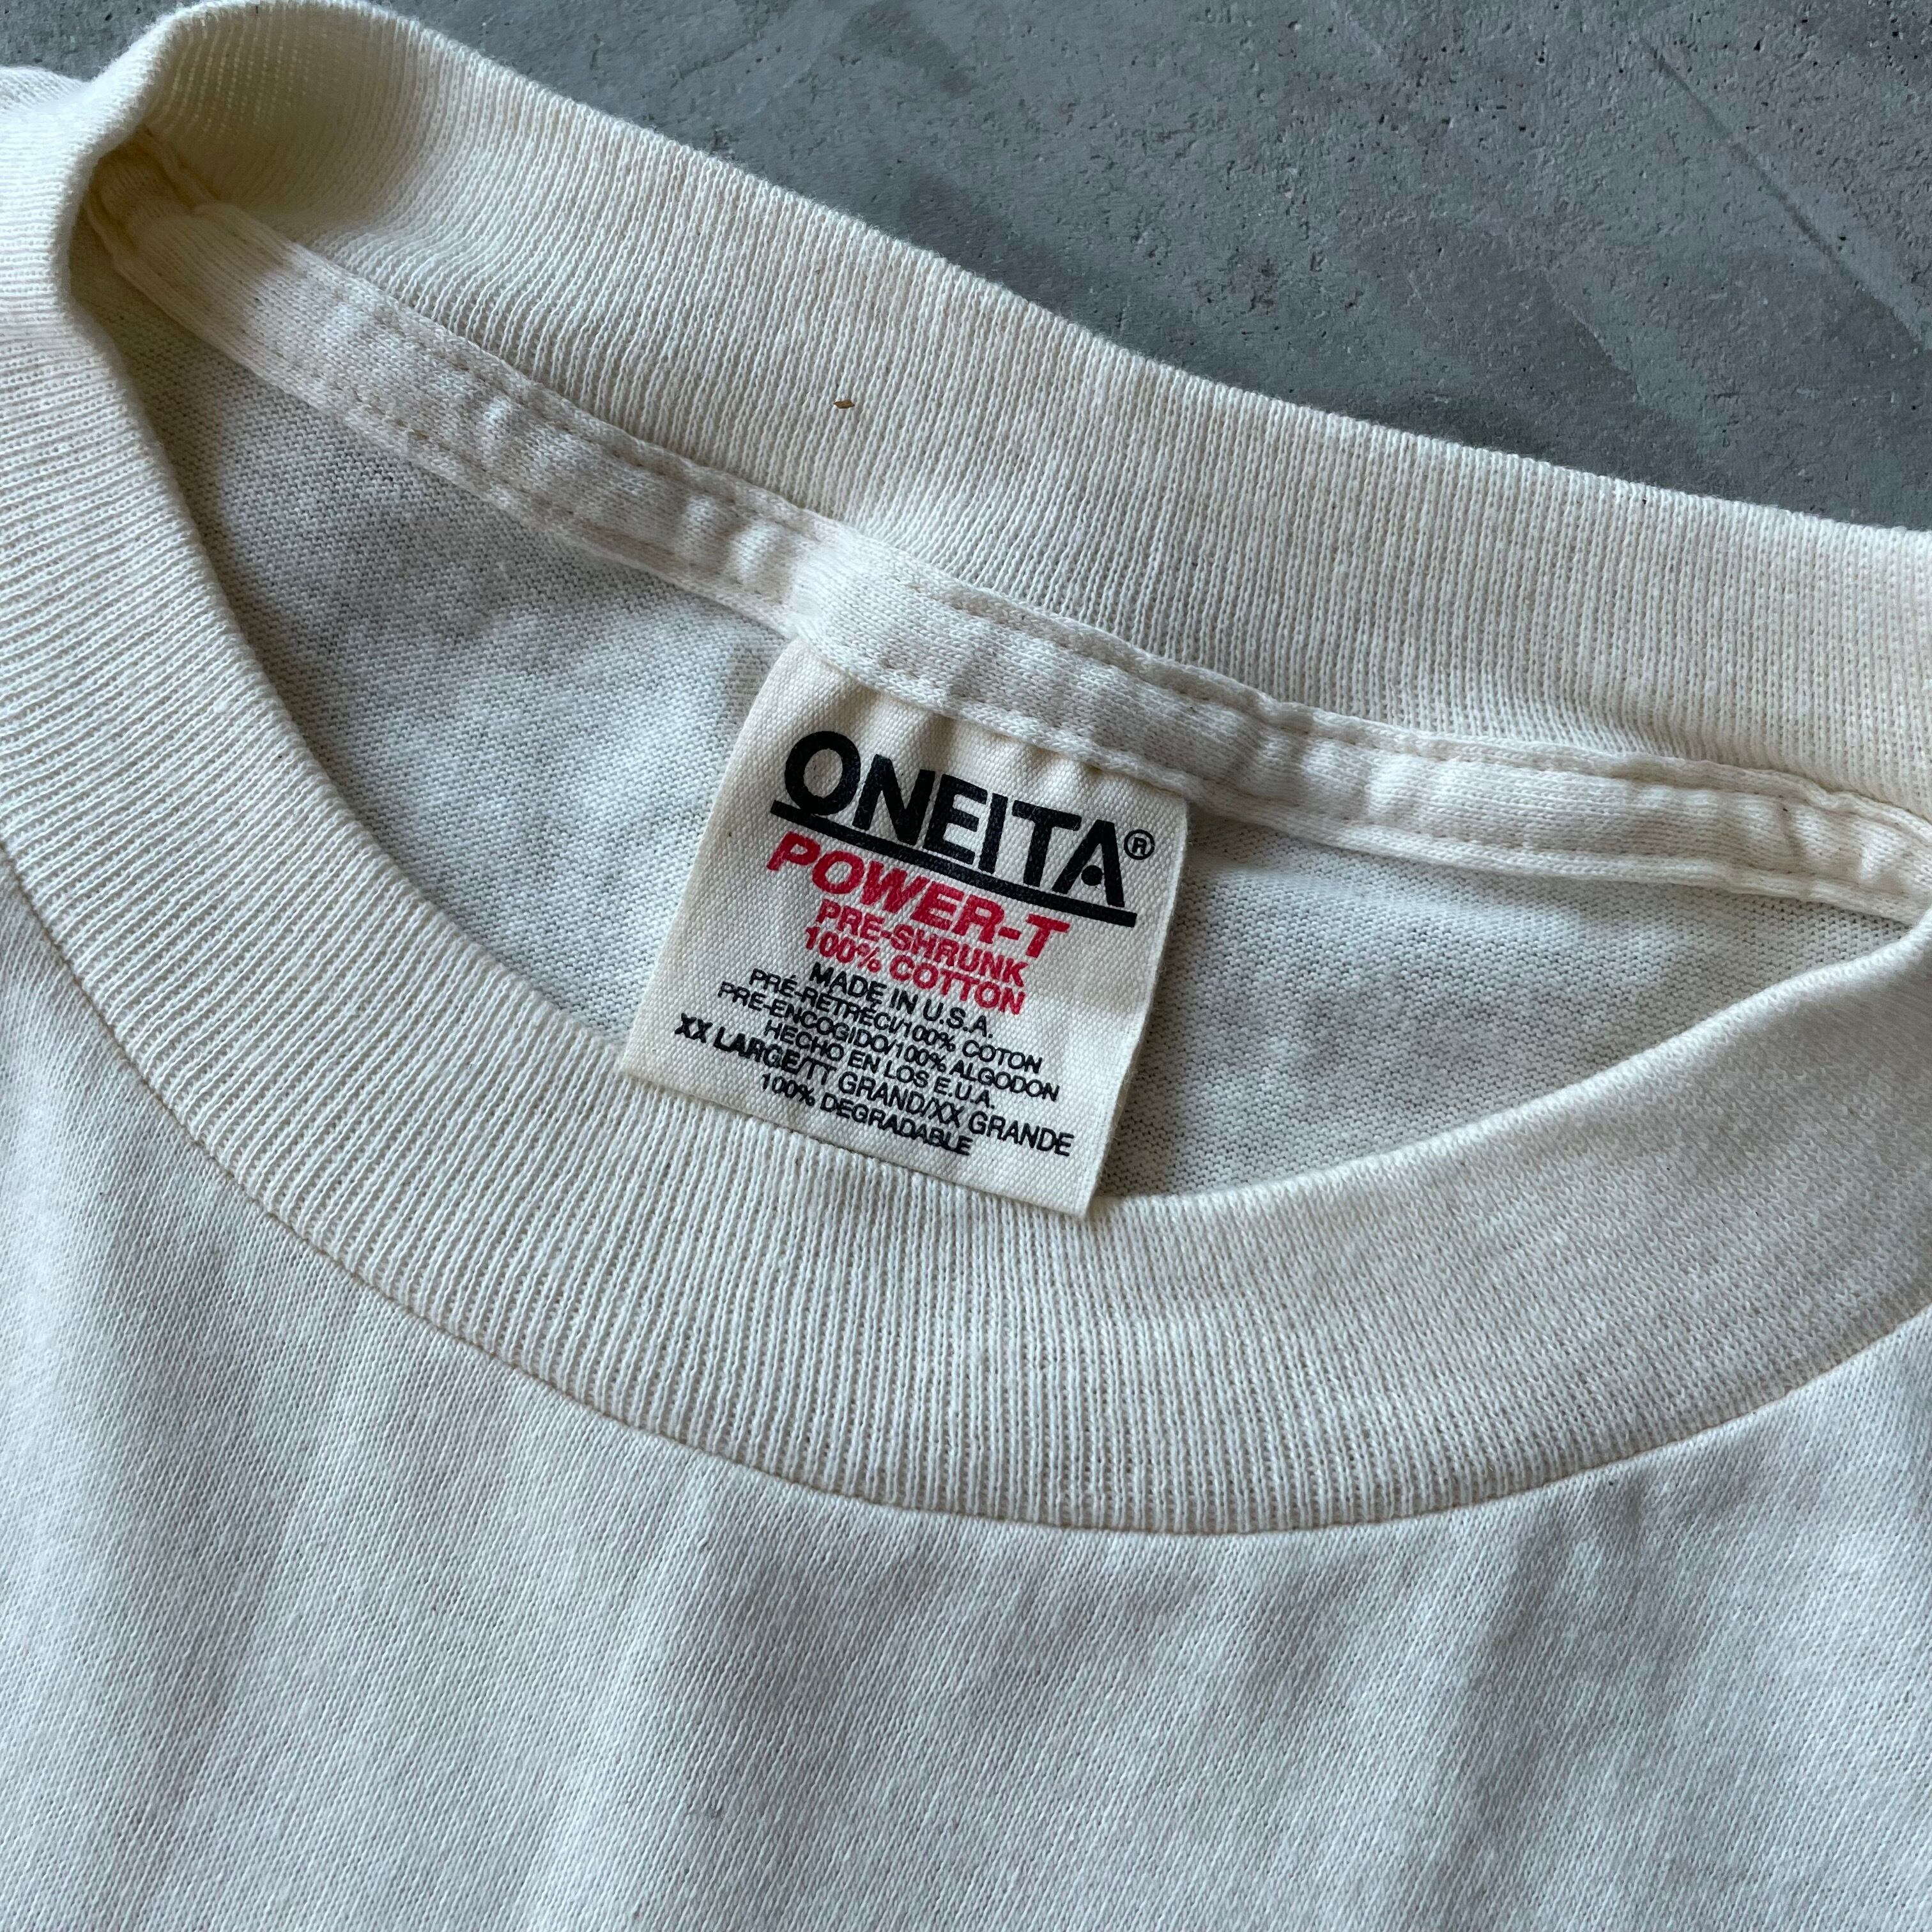 ONEITA®
POWER-T
PRE-SHRUNK
100% COTTON
MADE IN U.S.A.
PRÉ-RÉTRÉCI/100% COTON
PRE-ENCOGIDO/100% ALGODON
HECHO EN LOS E.U.A.
XX LARGE/TT GRAND/XX GRANDE
100% DEGRADABLE